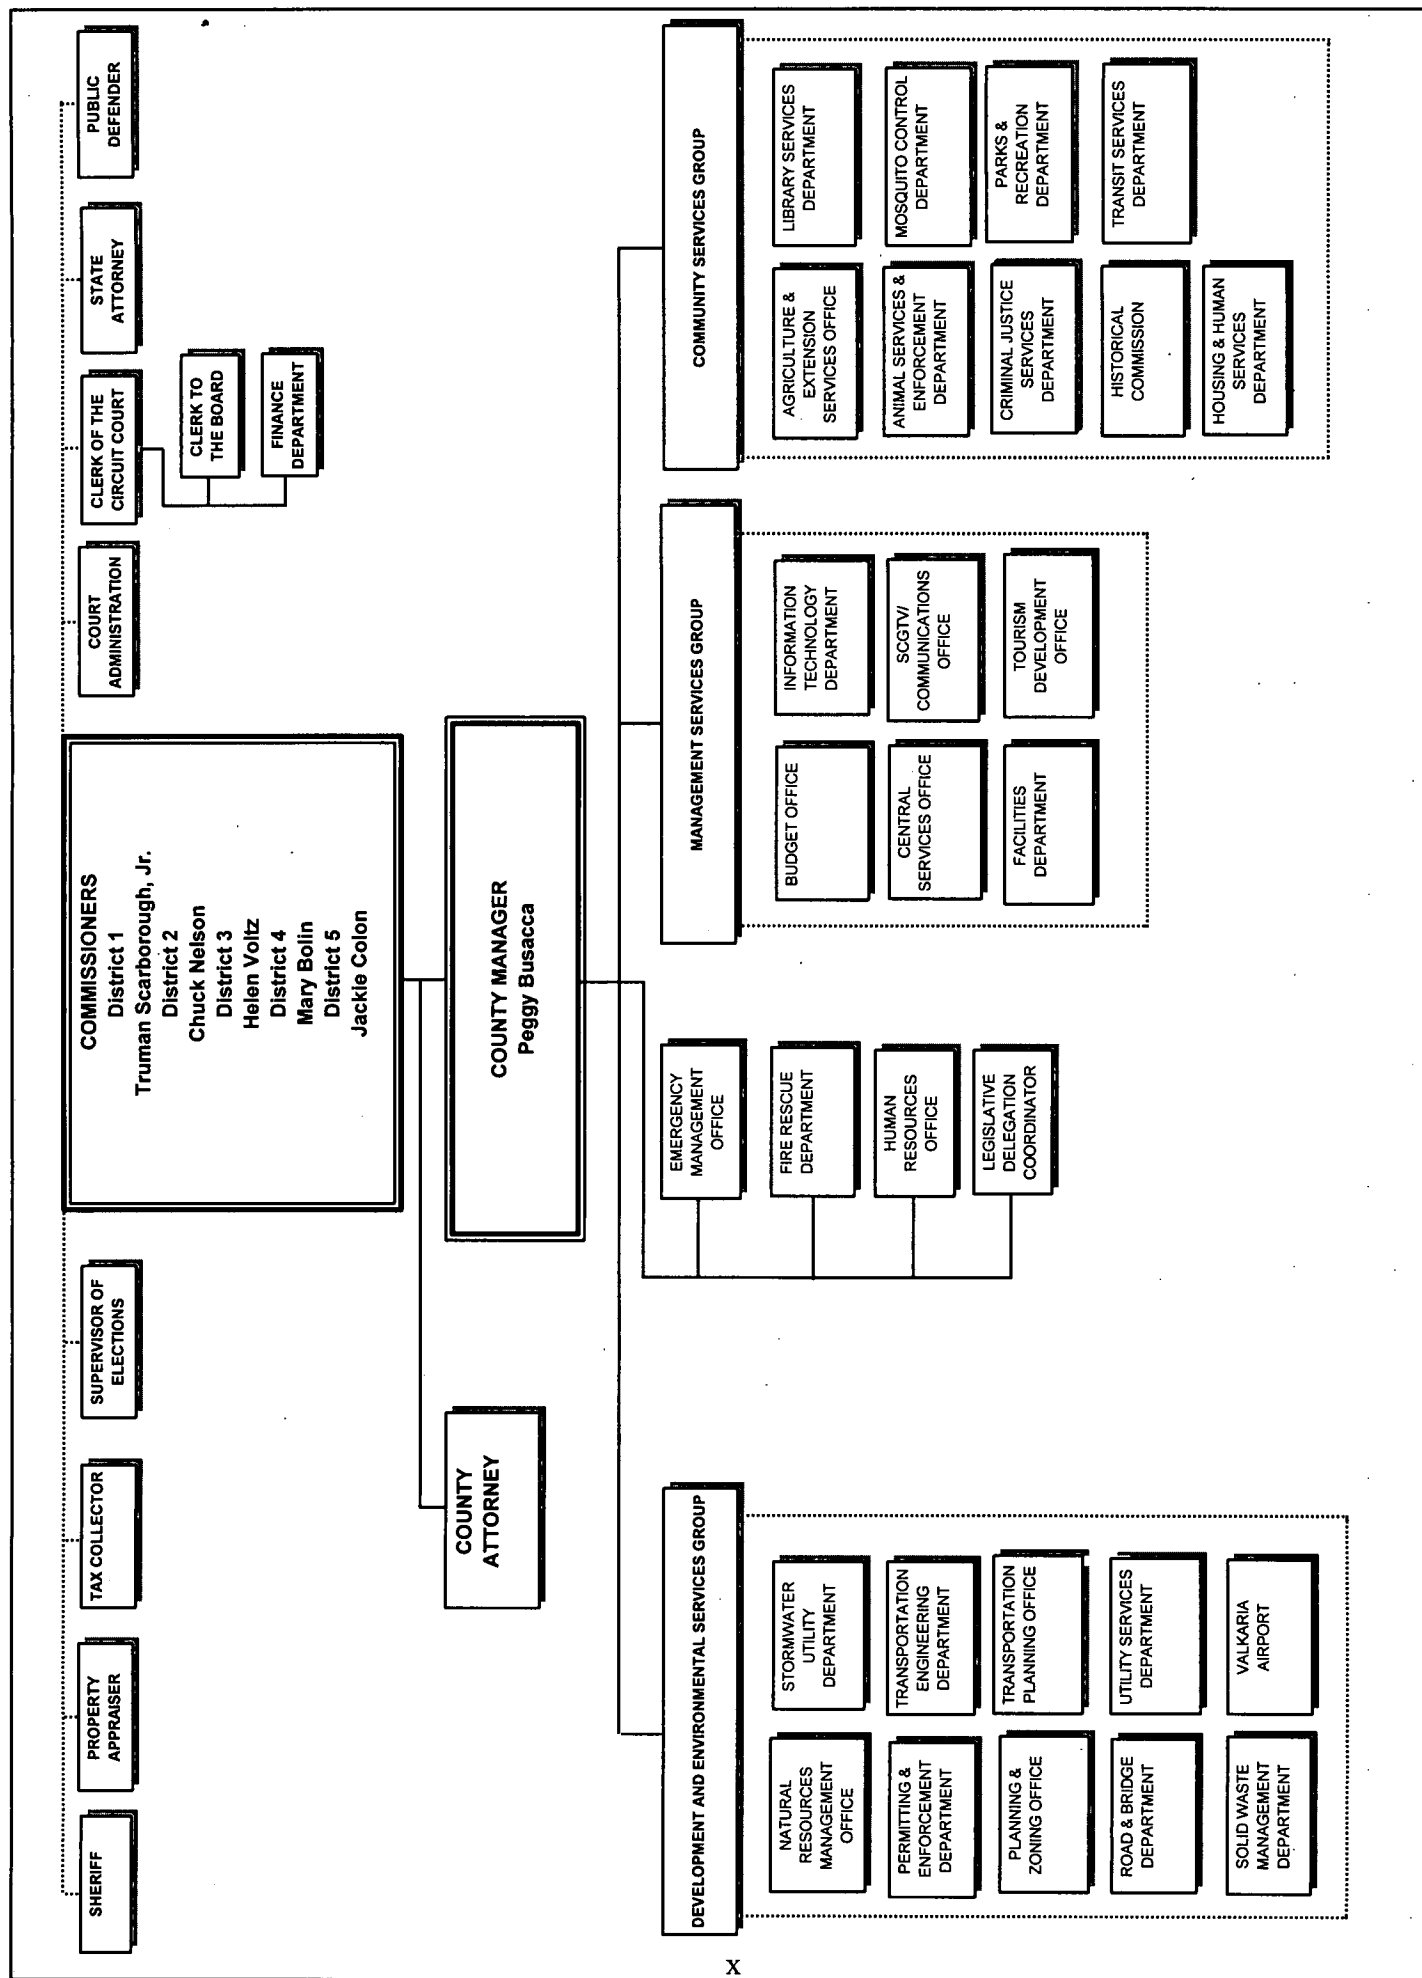 SHERIFF
PROPERTY
APPRAISER
TAX COLLECTOR
SUPERVISOR OF
ELECTIONS
COMMISSIONERS
District 1
Truman Scarborough, Jr.
District 2
Chuck Nelson
District 3
Helen Voltz
District 4
Mary Bolin
District 5
Jackie Colon
COURT
ADMINISTRATION
CLERK OF THE
CIRCUIT COURT
CLERK TO
THE BOARD
FINANCE
DEPARTMENT
STATE
ATTORNEY
PUBLIC
DEFENDER
COUNTY
ATTORNEY
COUNTY MANAGER
Peggy Busacca
DEVELOPMENT AND ENVIRONMENTAL SERVICES GROUP
NATURAL
RESOURCES
MANAGEMENT
OFFICE
STORMWATER
UTILITY
DEPARTMENT
PERMITTING &
ENFORCEMENT
DEPARTMENT
TRANSPORTATION
ENGINEERING
DEPARTMENT
PLANNING &
ZONING OFFICE
TRANSPORTATION
PLANNING OFFICE
ROAD & BRIDGE
DEPARTMENT
UTILITY SERVICES
DEPARTMENT
SOLID WASTE
MANAGEMENT
DEPARTMENT
VALKARIA
AIRPORT
EMERGENCY
MANAGEMENT
OFFICE
FIRE RESCUE
DEPARTMENT
HUMAN
RESOURCES
OFFICE
LEGISLATIVE
DELEGATION
COORDINATOR
MANAGEMENT SERVICES GROUP
BUDGET OFFICE
INFORMATION
TECHNOLOGY
DEPARTMENT
CENTRAL
SERVICES OFFICE
SCGTV/
COMMUNICATIONS
OFFICE
FACILITIES
DEPARTMENT
TOURISM
DEVELOPMENT
OFFICE
COMMUNITY SERVICES GROUP
AGRICULTURE &
EXTENSION
SERVICES OFFICE
LIBRARY SERVICES
DEPARTMENT
ANIMAL SERVICES &
ENFORCEMENT
DEPARTMENT
MOSQUITO CONTROL
DEPARTMENT
CRIMINAL JUSTICE
SERVICES
DEPARTMENT
PARKS &
RECREATION
DEPARTMENT
HISTORICAL
COMMISSION
TRANSIT SERVICES
DEPARTMENT
HOUSING & HUMAN
SERVICES
DEPARTMENT
x